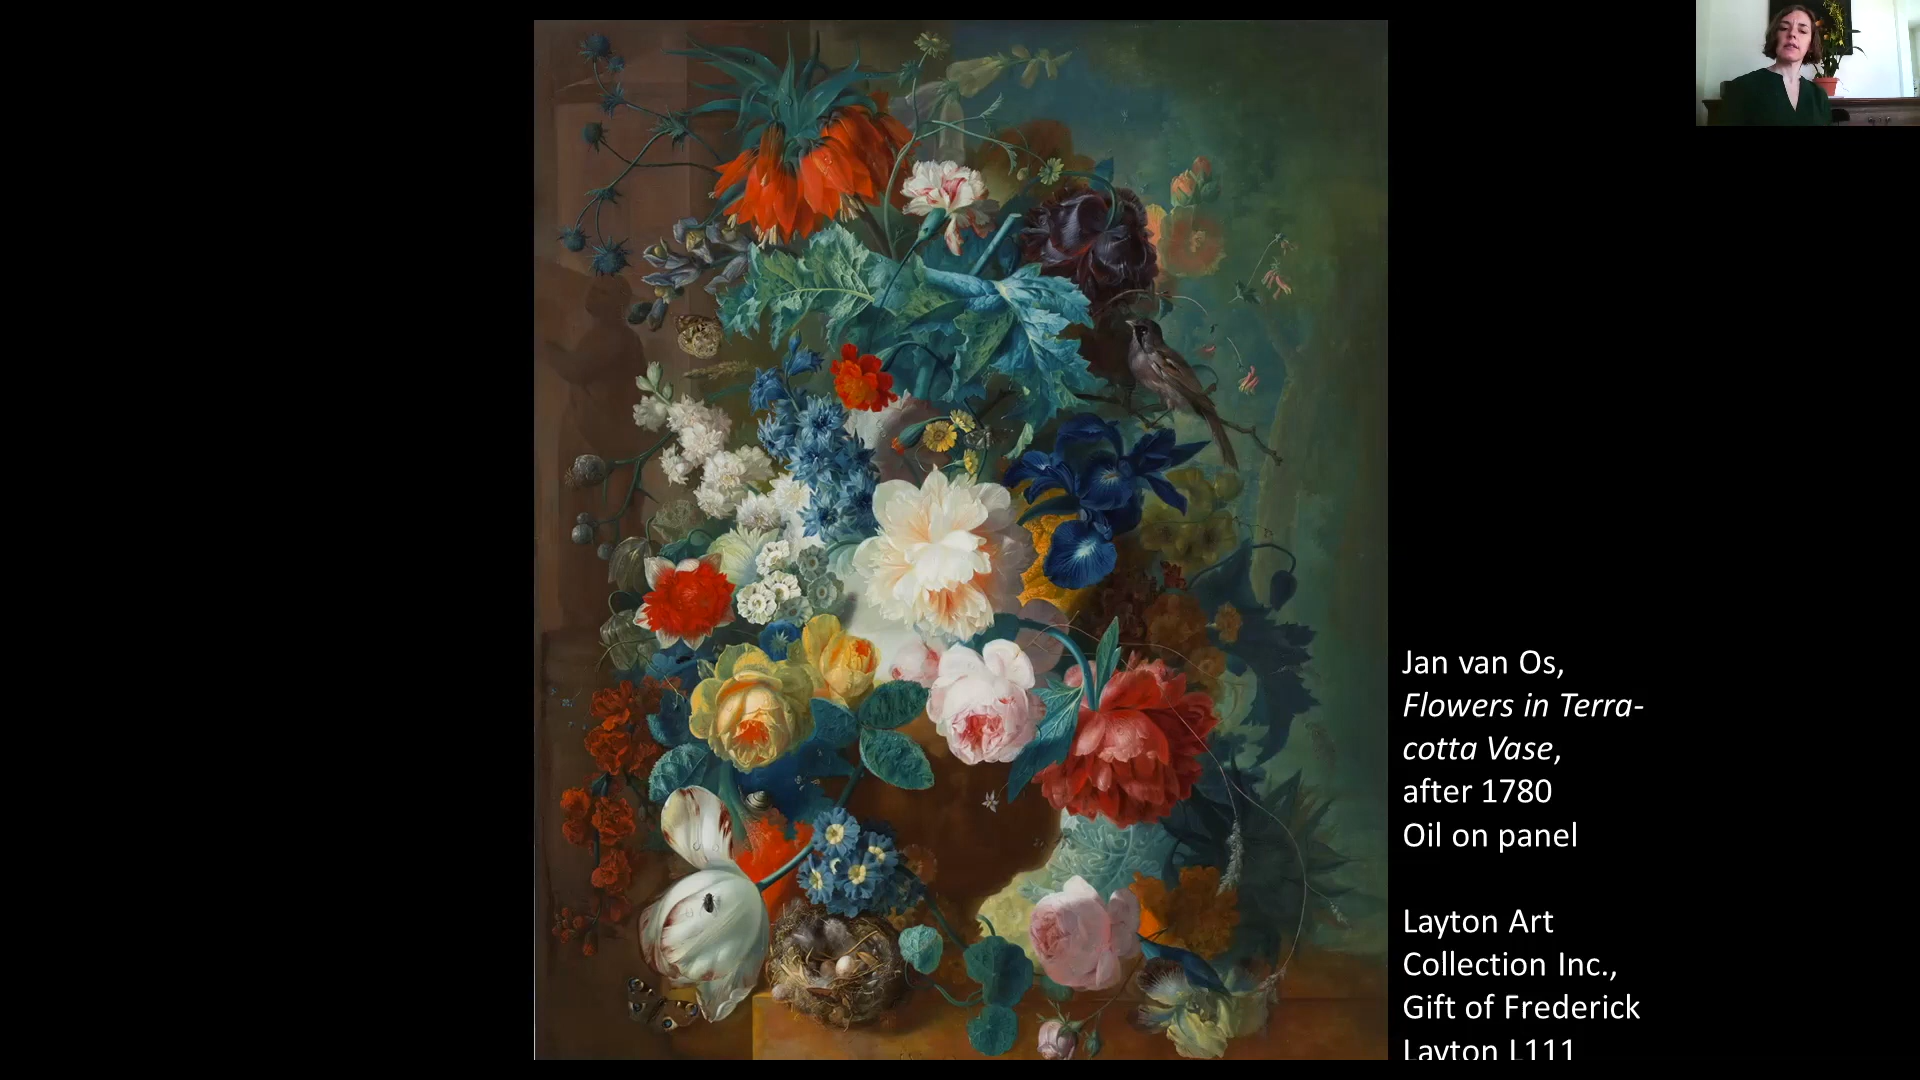 Jan van Os,
Flowers in Terra-
cotta Vase,
after 1780
Oil on panel
Layton Art
Collection Inc.,
Gift of Frederick
Layton L111